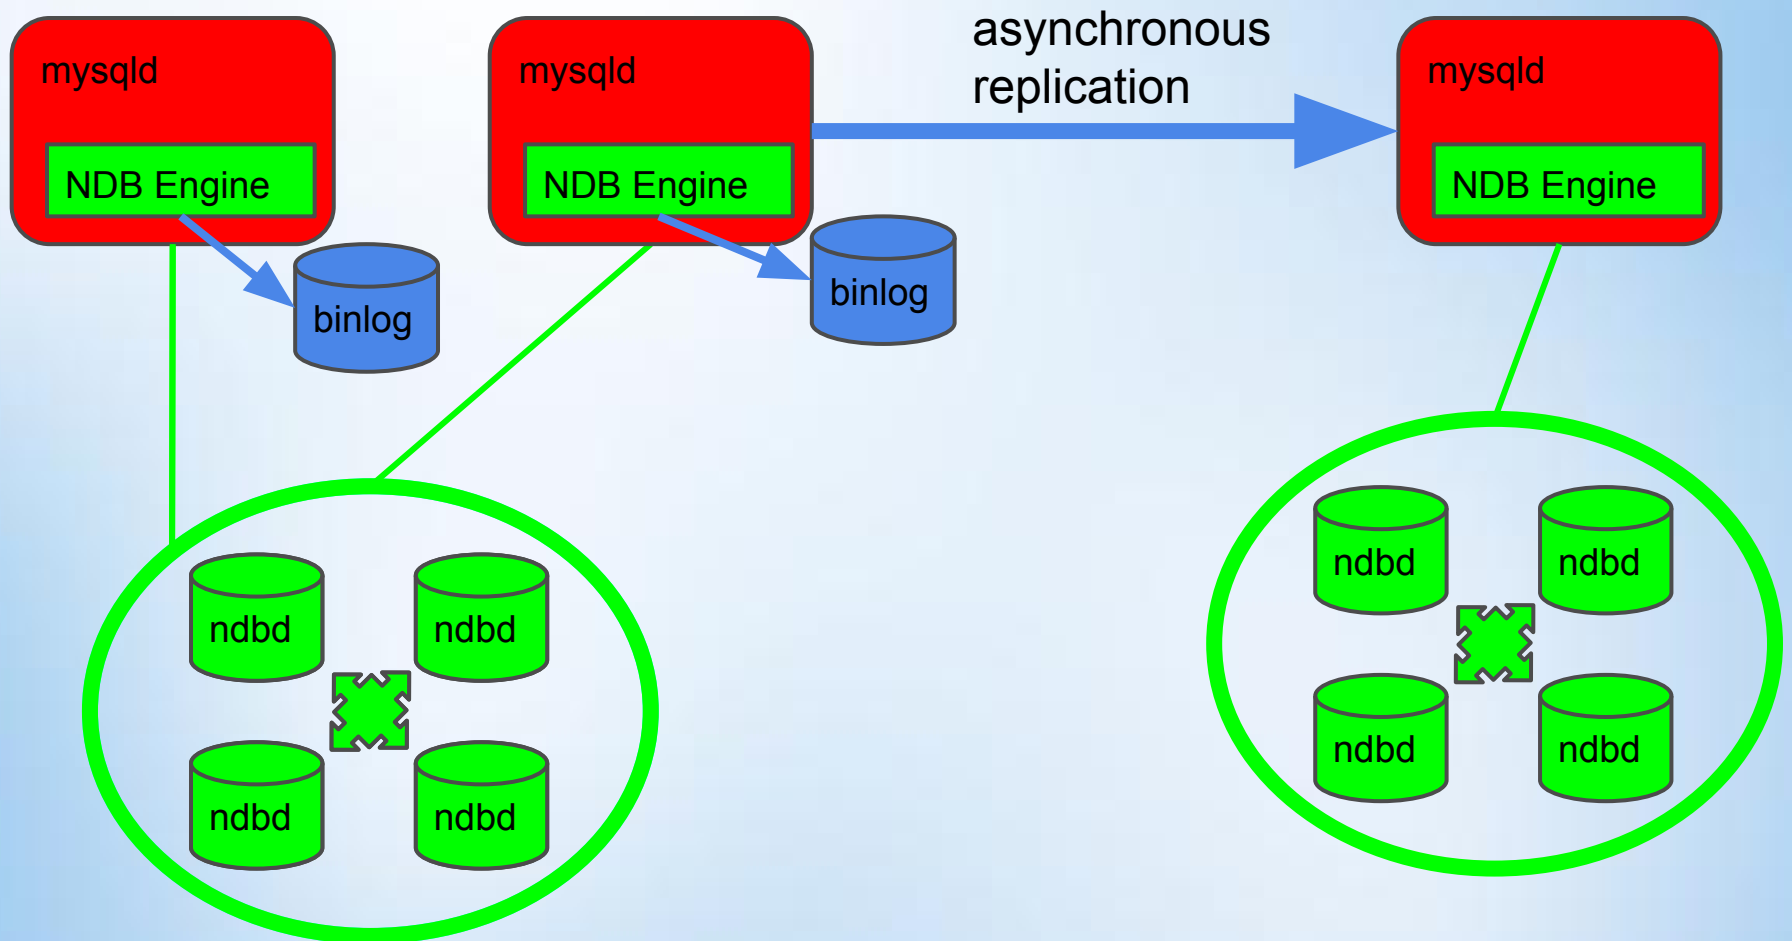 mysqld
NDB Engine
binlog
mysqld
NDB Engine
binlog
asynchronous
replication
mysqld
NDB Engine
ndbd
ndbd
ndbd
ndbd
ndbd
ndbd
ndbd
ndbd